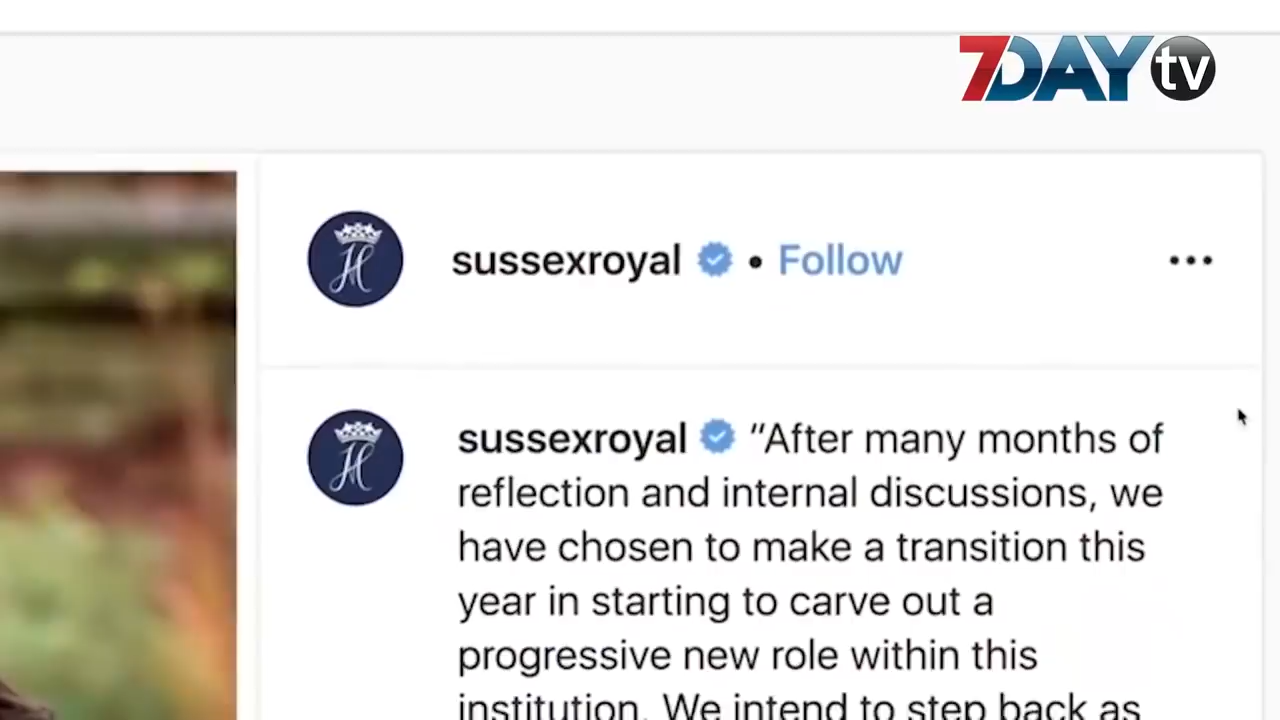 7DAY tv
sussexroyal • Follow
sussexroyal “After many months of
reflection and internal discussions, we
have chosen to make a transition this
year in starting to carve out a
progressive new role within this
institution. We intend to step back as